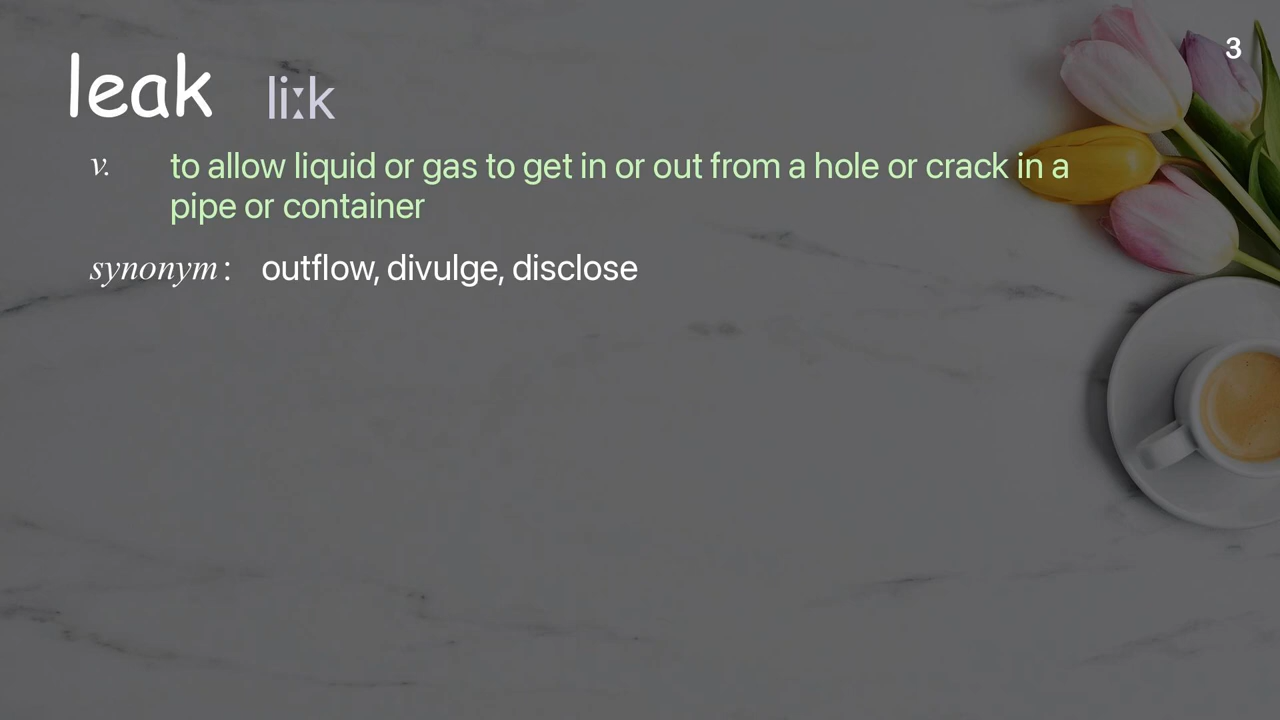 3
leak liːk
v. to allow liquid or gas to get in or out from a hole or crack in a
pipe or container
synonym: outflow, divulge, disclose